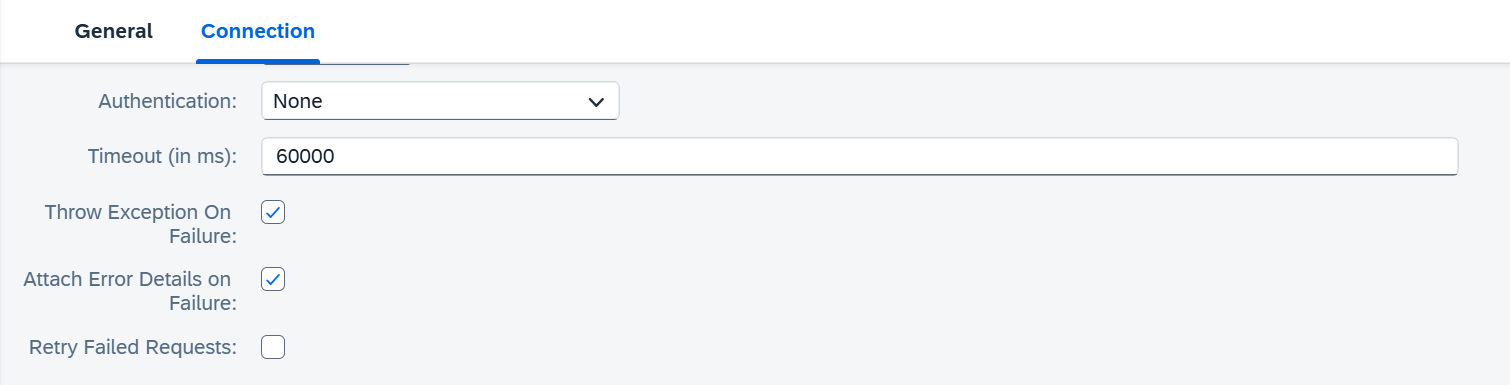 General Connection
Authentication: None
Timeout (in ms): 60000
Throw Exception On
Failure:
Attach Error Details on
Failure:
Retry Failed Requests: